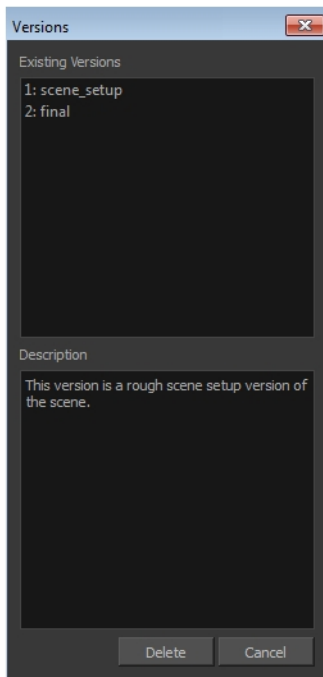 Versions
Existing Versions
1: scene_setup
2: final
Description
This version is a rough scene setup version of
the scene.
Delete
Cancel